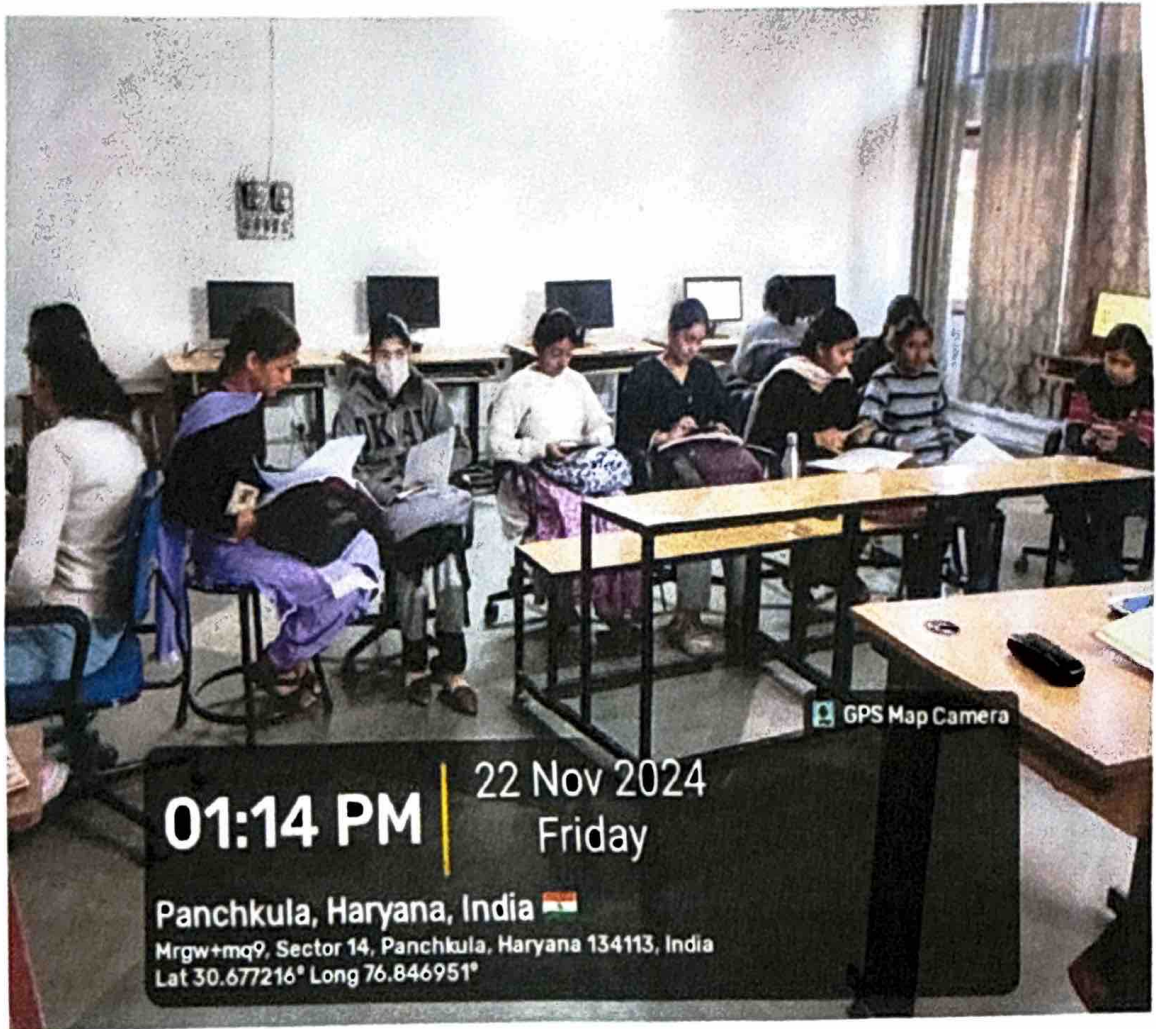 GPS Map Camera
01:14 PM
22 Nov 2024
Friday
Panchkula, Haryana, India
Mrgw+mq9, Sector 14, Panchkula, Haryana 134113, India
Lat 30.677216° Long 76.846951°